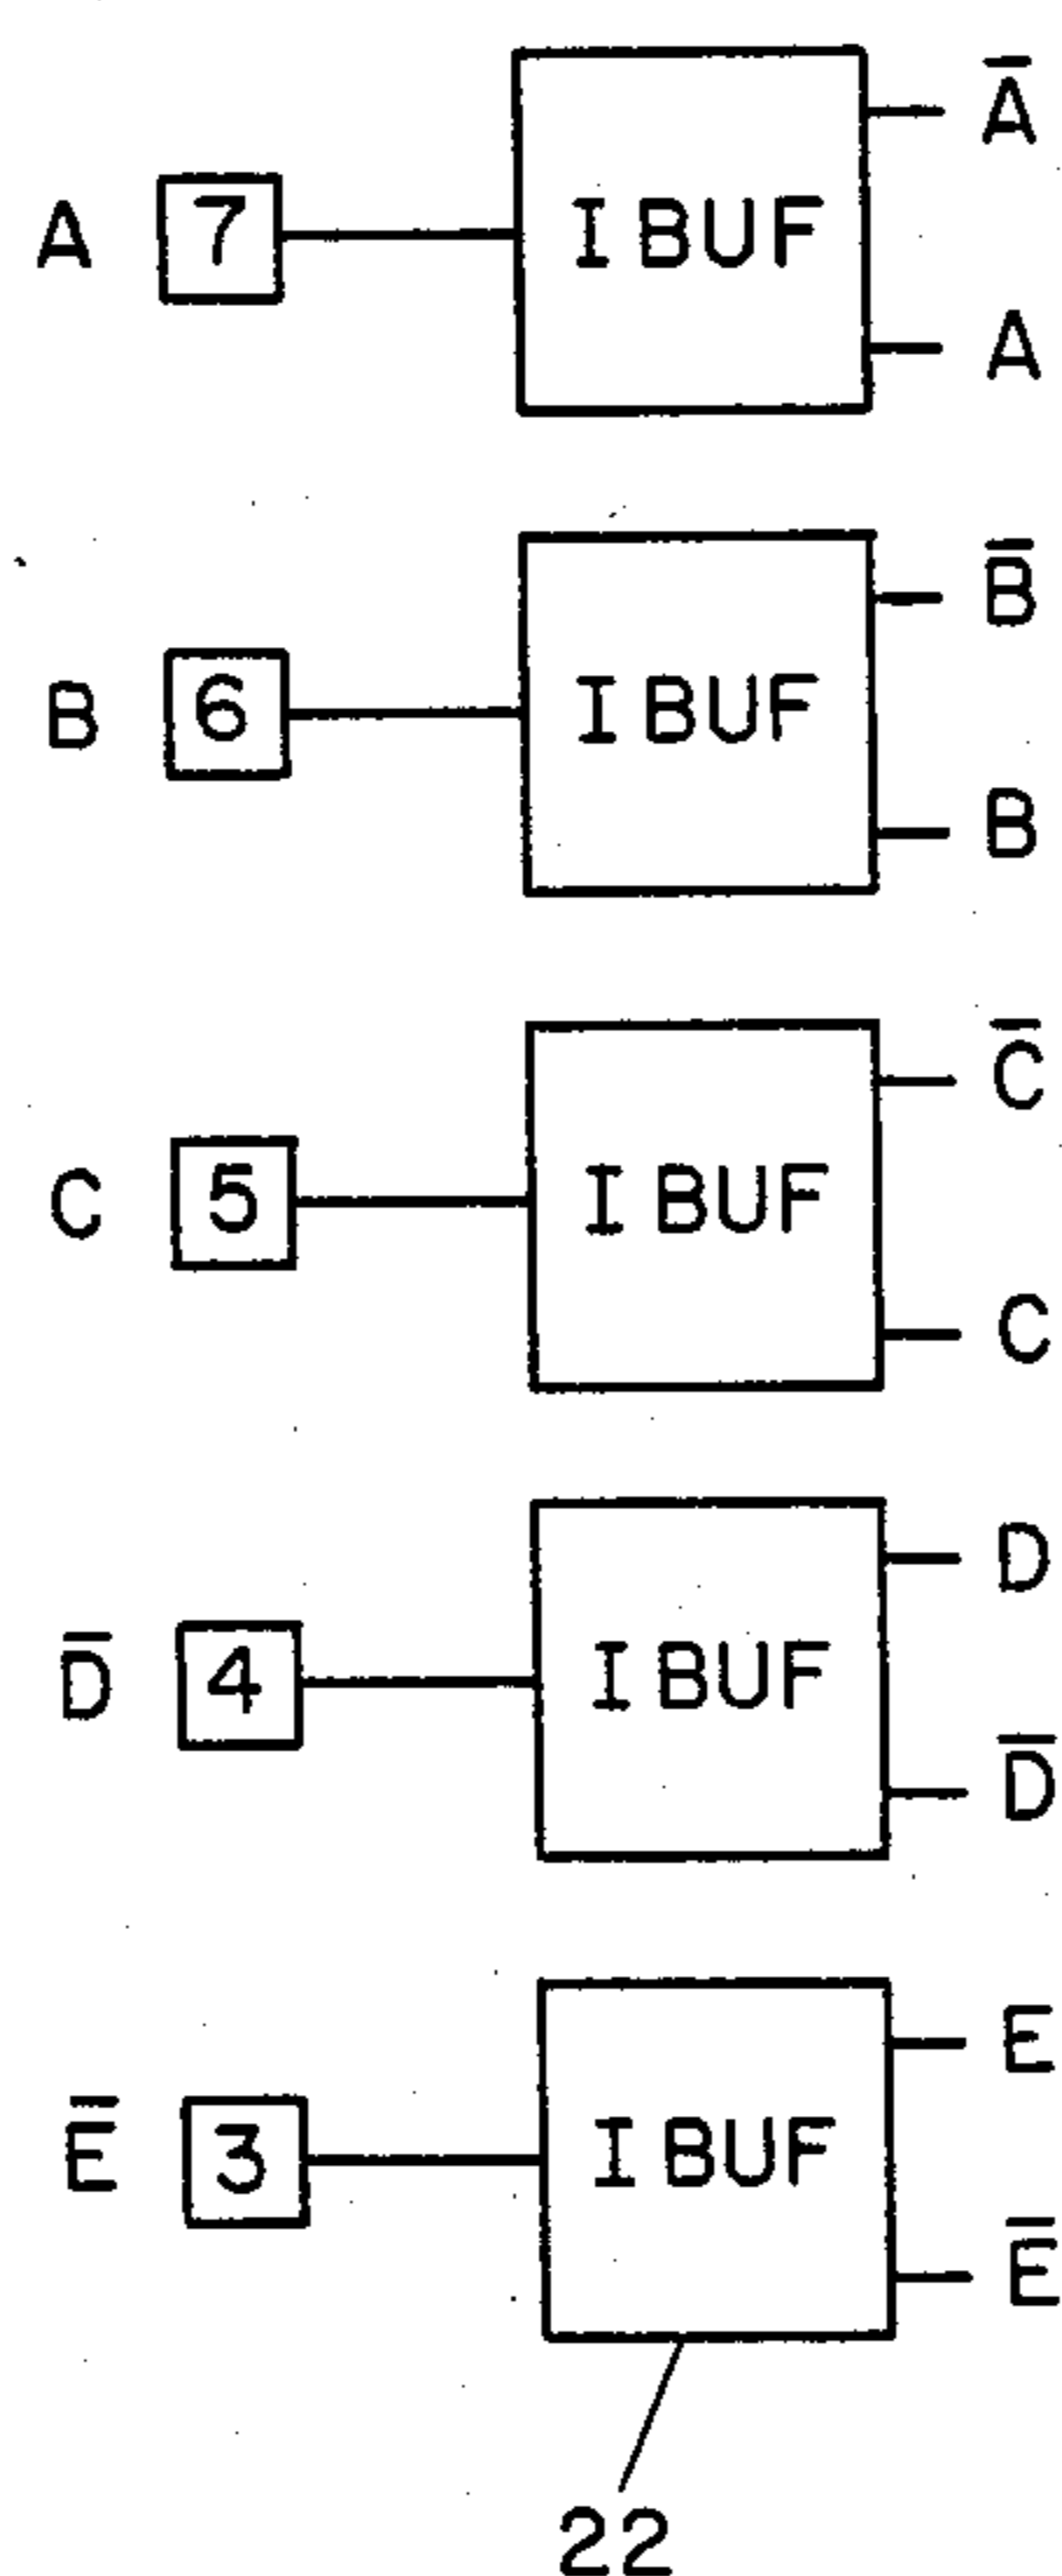 A̅
A 7 IBUF
A
B̅
B 6 IBUF
B
C̅
C 5 IBUF
C
D
D̅ 4 IBUF
D̅
E
E̅ 3 IBUF
E̅
22